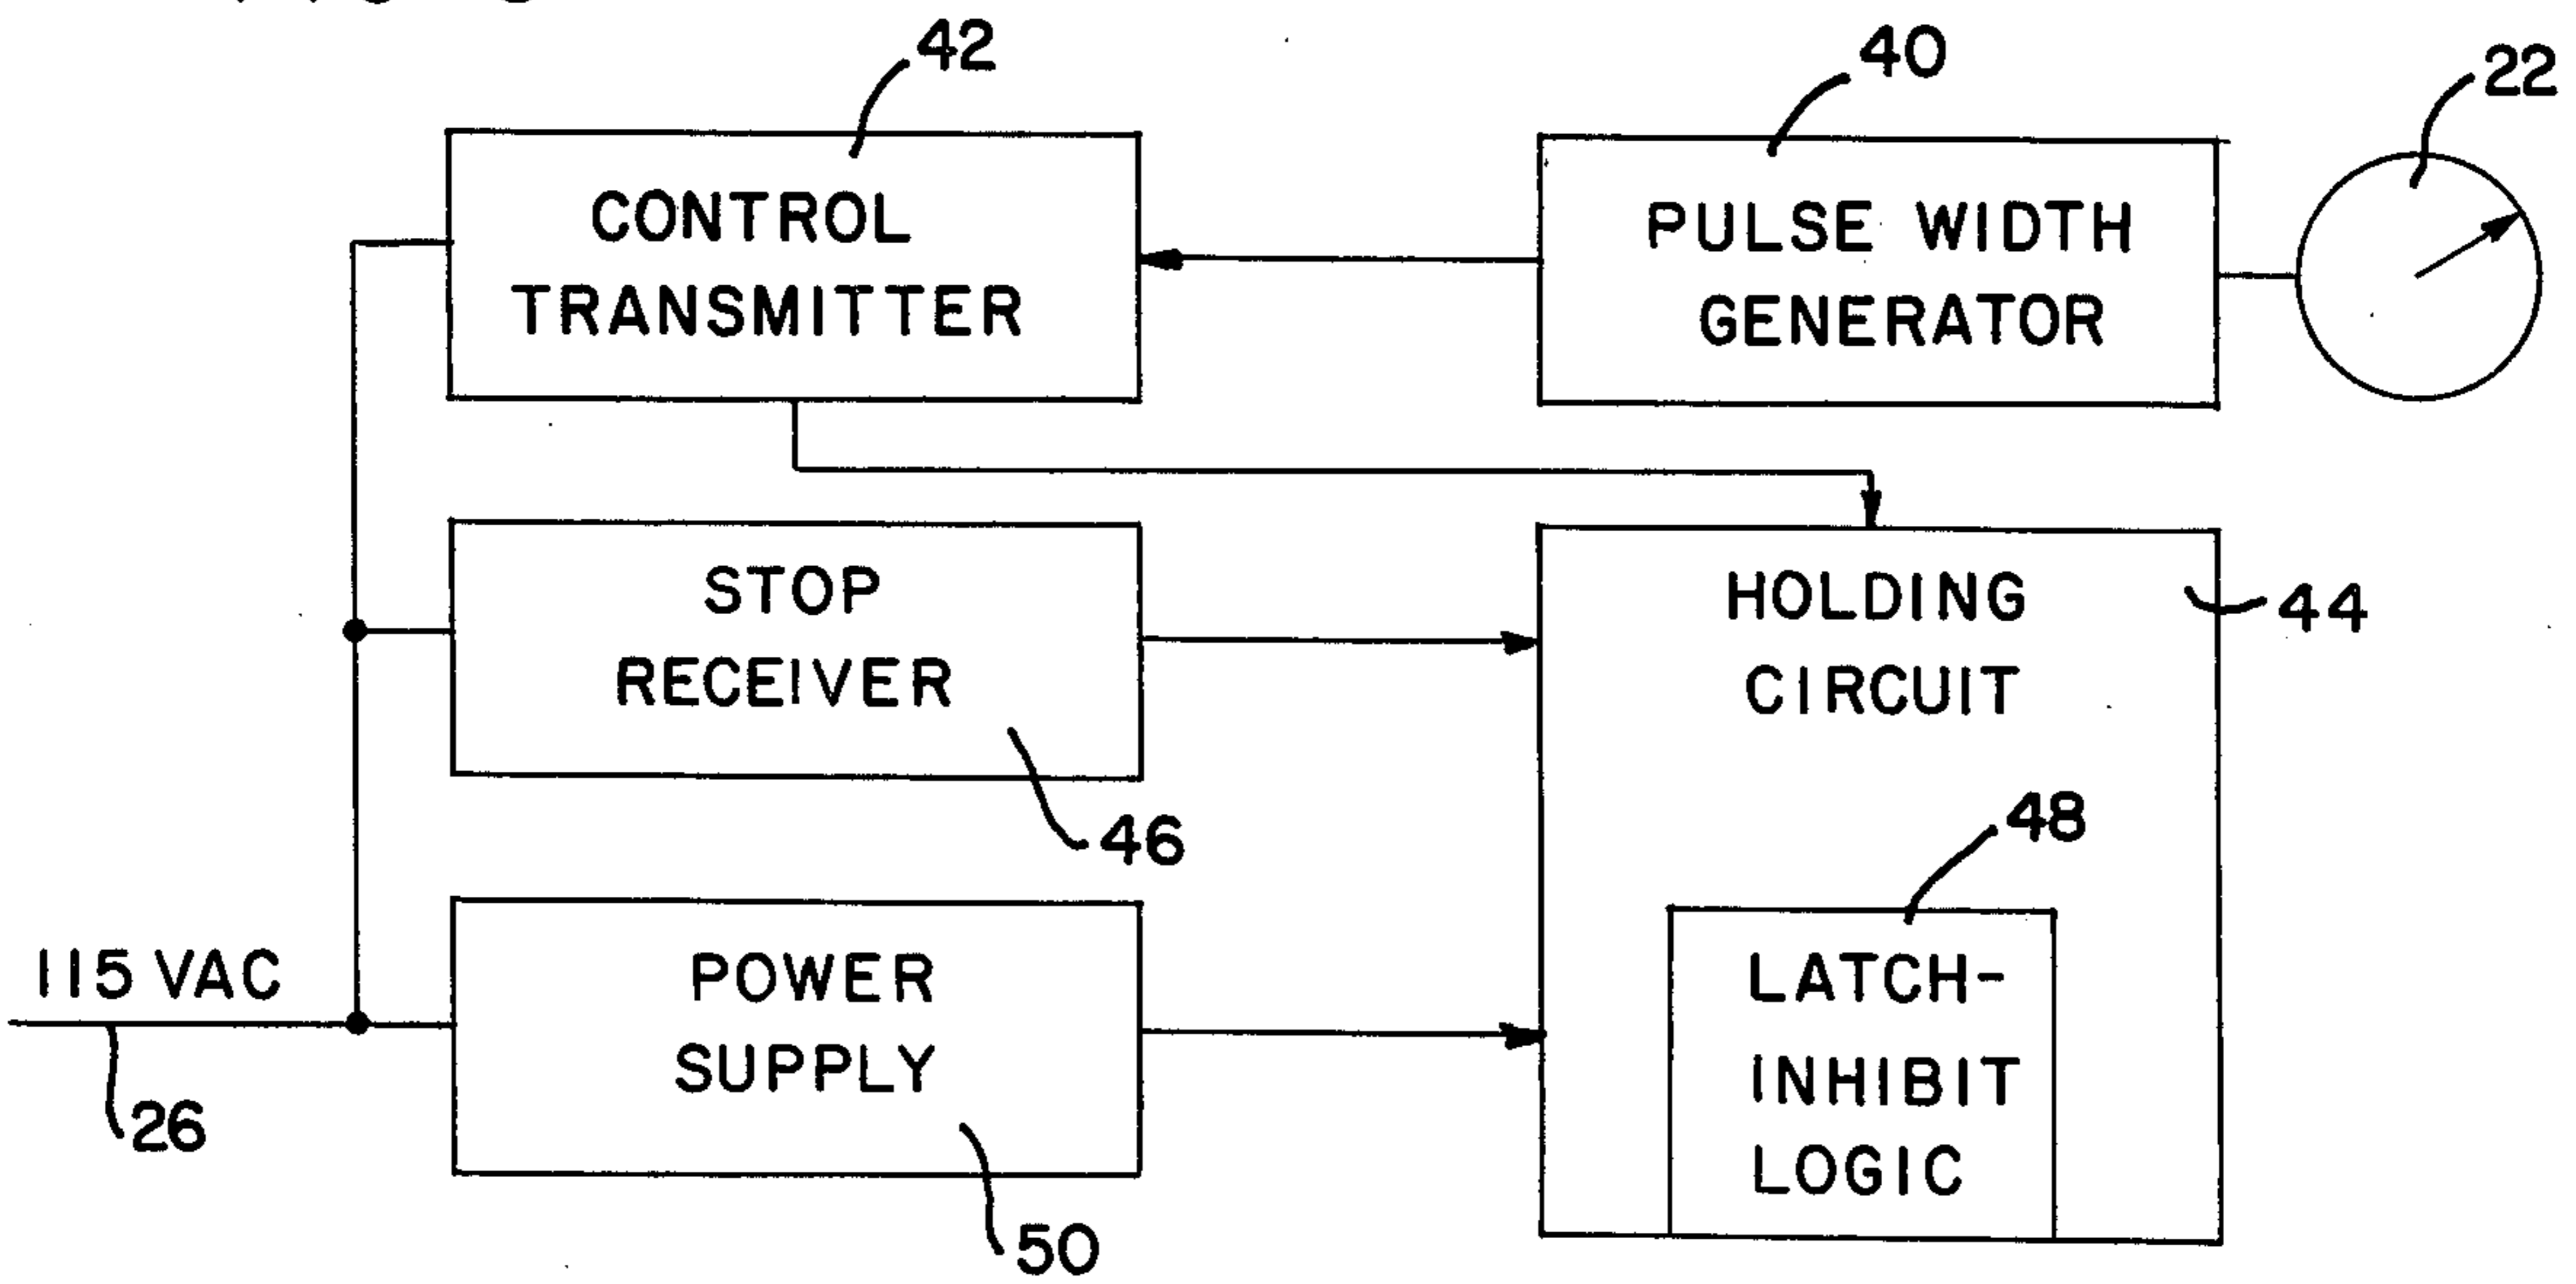 42
40
22
CONTROL
TRANSMITTER
PULSE WIDTH
GENERATOR
STOP
RECEIVER
46
HOLDING
CIRCUIT
44
48
115 VAC
26
POWER
SUPPLY
50
LATCH-
INHIBIT
LOGIC